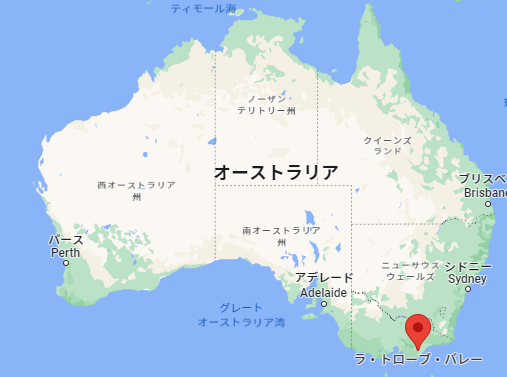 ティモール海
ノーザン
テリトリー州
クイーンズ
ランド
オーストラリア
ブリスベ
Brisbane
西オーストラリア
州
南オーストラリア
州
パース
Perth
アデレード
Adelaide
ニューサウス
ウェールズ
シドニー
Sydney
グレート
オーストラリア湾
ラ・トローブ・バレー